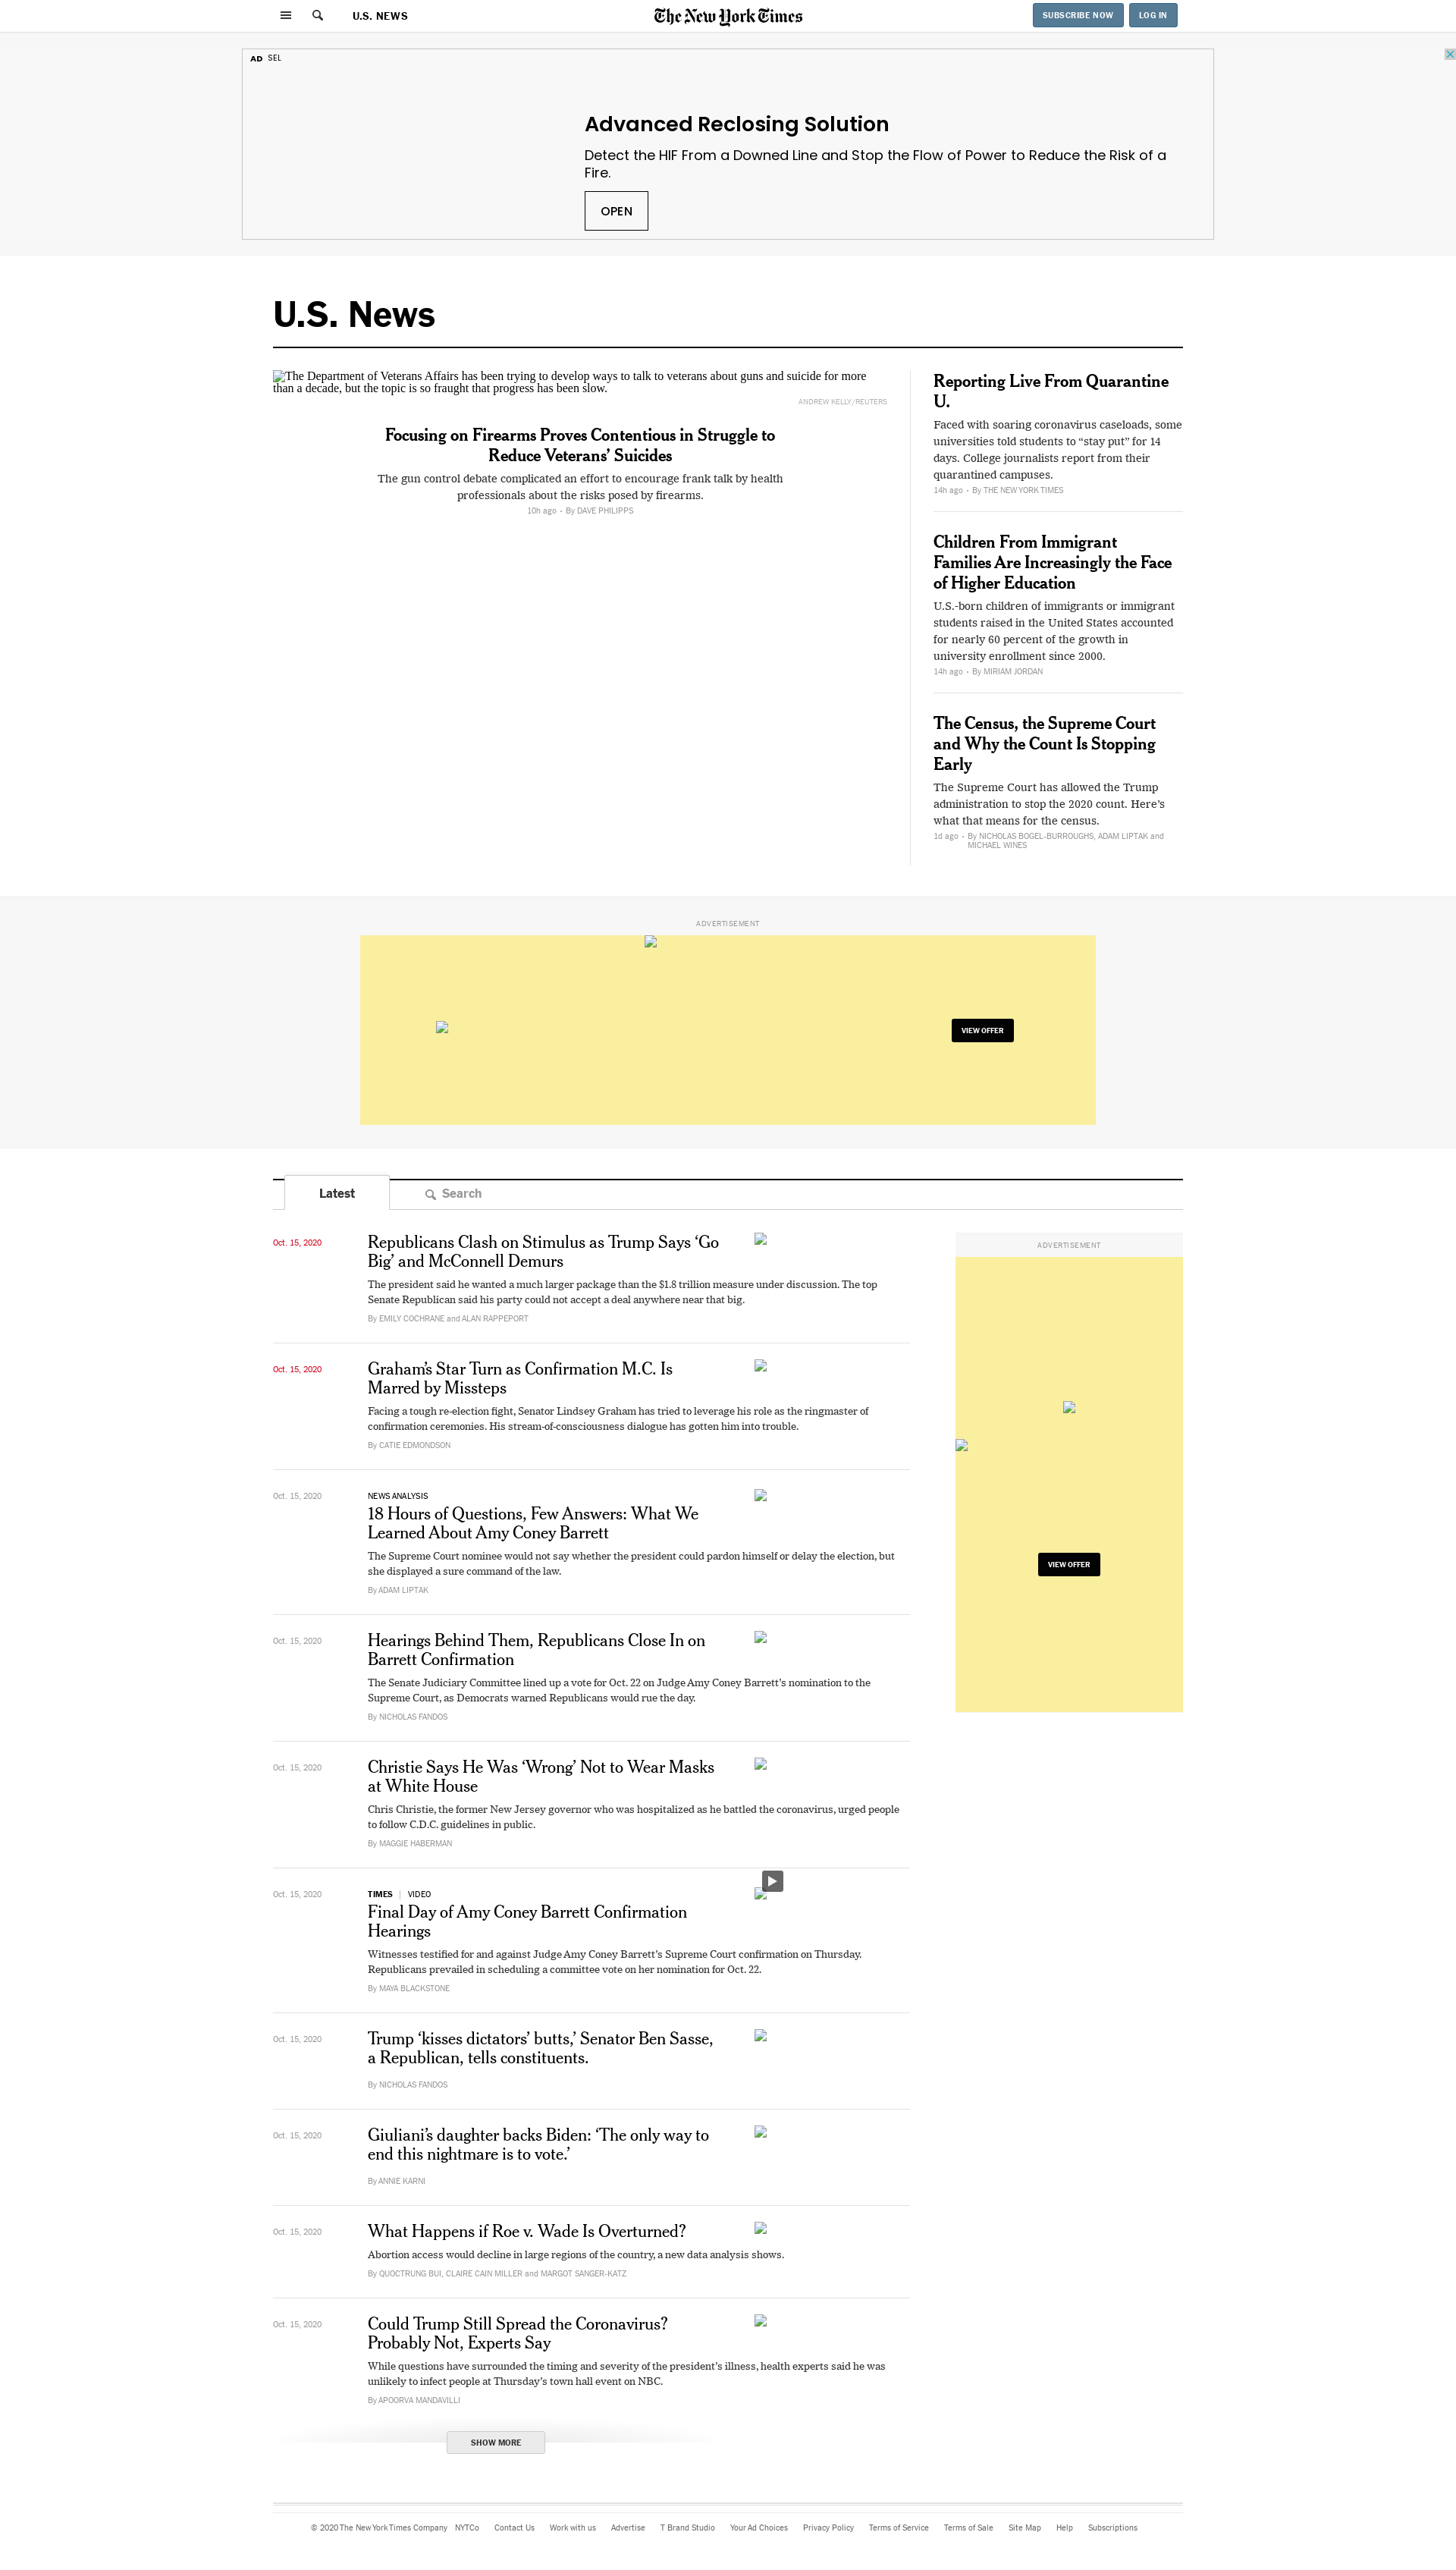 U.S. NEWS
The New York Times
SUBSCRIBE NOW
LOG IN
AD SEL
Advanced Reclosing Solution
Detect the HIF From a Downed Line and Stop the Flow of Power to Reduce the Risk of a
Fire.
OPEN
U.S. News
The Department of Veterans Affairs has been trying to develop ways to talk to veterans about guns and suicide for more
than a decade, but the topic is so fraught that progress has been slow.
ANDREW KELLY/REUTERS
Focusing on Firearms Proves Contentious in Struggle to
Reduce Veterans’ Suicides
The gun control debate complicated an effort to encourage frank talk by health
professionals about the risks posed by firearms.
10h ago • By DAVE PHILIPPS
Reporting Live From Quarantine
U.
Faced with soaring coronavirus caseloads, some
universities told students to “stay put” for 14
days. College journalists report from their
quarantined campuses.
14h ago • By THE NEW YORK TIMES
Children From Immigrant
Families Are Increasingly the Face
of Higher Education
U.S.-born children of immigrants or immigrant
students raised in the United States accounted
for nearly 60 percent of the growth in
university enrollment since 2000.
14h ago • By MIRIAM JORDAN
The Census, the Supreme Court
and Why the Count Is Stopping
Early
The Supreme Court has allowed the Trump
administration to stop the 2020 count. Here’s
what that means for the census.
1d ago • By NICHOLAS BOGEL-BURROUGHS, ADAM LIPTAK and
MICHAEL WINES
ADVERTISEMENT
VIEW OFFER
Latest
Search
Oct. 15, 2020
Republicans Clash on Stimulus as Trump Says ‘Go
Big’ and McConnell Demurs
The president said he wanted a much larger package than the $1.8 trillion measure under discussion. The top
Senate Republican said his party could not accept a deal anywhere near that big.
By EMILY COCHRANE and ALAN RAPPEPORT
ADVERTISEMENT
VIEW OFFER
Oct. 15, 2020
Graham’s Star Turn as Confirmation M.C. Is
Marred by Missteps
Facing a tough re-election fight, Senator Lindsey Graham has tried to leverage his role as the ringmaster of
confirmation ceremonies. His stream-of-consciousness dialogue has gotten him into trouble.
By CATIE EDMONDSON
Oct. 15, 2020
NEWS ANALYSIS
18 Hours of Questions, Few Answers: What We
Learned About Amy Coney Barrett
The Supreme Court nominee would not say whether the president could pardon himself or delay the election, but
she displayed a sure command of the law.
By ADAM LIPTAK
Oct. 15, 2020
Hearings Behind Them, Republicans Close In on
Barrett Confirmation
The Senate Judiciary Committee lined up a vote for Oct. 22 on Judge Amy Coney Barrett’s nomination to the
Supreme Court, as Democrats warned Republicans would rue the day.
By NICHOLAS FANDOS
Oct. 15, 2020
Christie Says He Was ‘Wrong’ Not to Wear Masks
at White House
Chris Christie, the former New Jersey governor who was hospitalized as he battled the coronavirus, urged people
to follow C.D.C. guidelines in public.
By MAGGIE HABERMAN
Oct. 15, 2020
TIMES | VIDEO
Final Day of Amy Coney Barrett Confirmation
Hearings
Witnesses testified for and against Judge Amy Coney Barrett’s Supreme Court confirmation on Thursday.
Republicans prevailed in scheduling a committee vote on her nomination for Oct. 22.
By MAYA BLACKSTONE
Oct. 15, 2020
Trump ‘kisses dictators’ butts,’ Senator Ben Sasse,
a Republican, tells constituents.
By NICHOLAS FANDOS
Oct. 15, 2020
Giuliani’s daughter backs Biden: ‘The only way to
end this nightmare is to vote.’
By ANNIE KARNI
Oct. 15, 2020
What Happens if Roe v. Wade Is Overturned?
Abortion access would decline in large regions of the country, a new data analysis shows.
By QUOCTRUNG BUI, CLAIRE CAIN MILLER and MARGOT SANGER-KATZ
Oct. 15, 2020
Could Trump Still Spread the Coronavirus?
Probably Not, Experts Say
While questions have surrounded the timing and severity of the president’s illness, health experts said he was
unlikely to infect people at Thursday’s town hall event on NBC.
By APOORVA MANDAVILLI
SHOW MORE
© 2020 The New York Times Company NYTCo Contact Us Work with us Advertise T Brand Studio Your Ad Choices Privacy Policy Terms of Service Terms of Sale Site Map Help Subscriptions